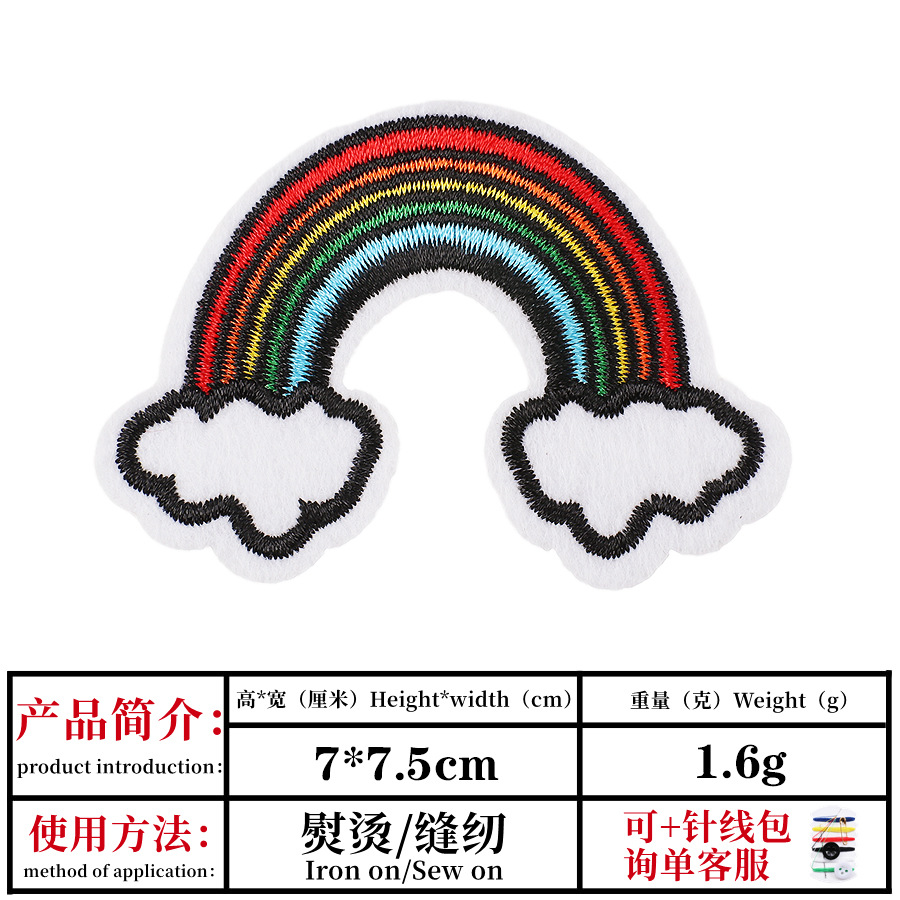 产品简介：
product introduction：
高*宽（厘米）Height*width（cm）
重量（克）Weight（g）
7*7.5cm
1.6g
使用方法：
method of application：
熨烫/缝纫
Iron on/Sew on
可+针线包
询单客服